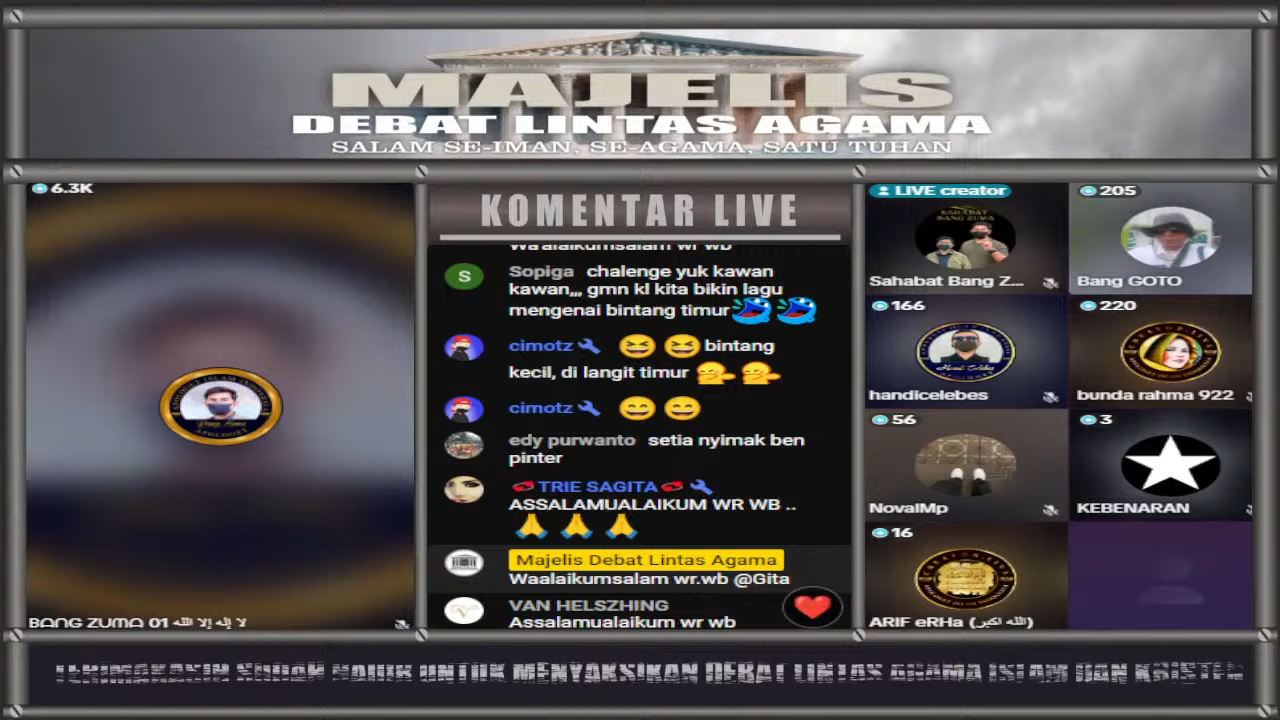 MAJELIS
DEBAT LINTAS AGAMA
SALAM SE-IMAN, SE-AGAMA, SATU TUHAN
6.3K
BANG ZUMA 01 لا إله إلا الله
KOMENTAR LIVE
Waalaikumsalam wr wb
Sopiga chalenge yuk kawan
kawan,,, gmn kl kita bikin lagu
mengenai bintang timur🤣🤣
cimotz🔧 😆😆bintang
kecil, di langit timur 🤭🤭
cimotz🔧 😄😄
edy purwanto setia nyimak ben
pinter
TRIE SAGITA 🔧
ASSALAMUALAIKUM WR WB ..
🙏 🙏 🙏
Majelis Debat Lintas Agama
Waalaikumsalam wr.wb @Gita
VAN HELSZHING
Assalamualaikum wr wb
LIVE creator
SAHABAT
BANG ZUMA
Sahabat Bang Z...
205
Bang GOTO
166
handicelebes
220
bunda rahma 922
56
NovalMp
3
KEBENARAN
16
ARIF eRHa (الله اكبر)
TERIMAKASIH SUDAH HADIR UNTUK MENYAKSIKAN DEBAT LINTAS AGAMA ISLAM DAN KRISTEN